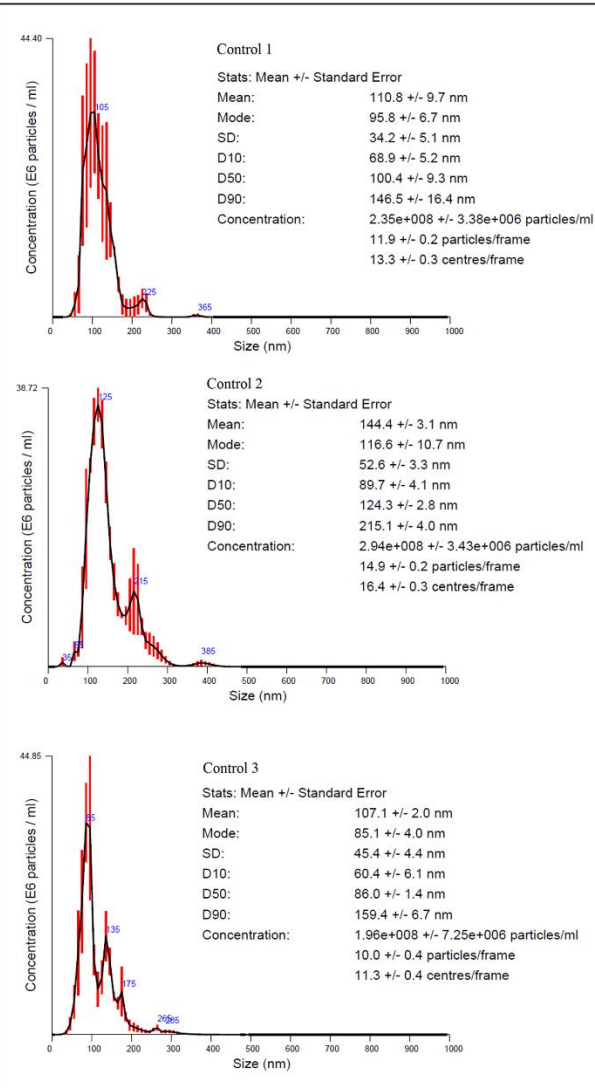 Control 1
44.40
Stats: Mean +/- Standard Error
Mean: 110.8 +/- 9.7 nm
Mode: 95.8 +/- 6.7 nm
SD: 34.2 +/- 5.1 nm
D10: 68.9 +/- 5.2 nm
D50: 100.4 +/- 9.3 nm
D90: 146.5 +/- 16.4 nm
Concentration: 2.35e+008 +/- 3.38e+006 particles/ml
11.9 +/- 0.2 particles/frame
13.3 +/- 0.3 centres/frame
Concentration (E6 particles / ml)
105
225
365
0 100 200 300 400 500 600 700 800 900 1000
Size (nm)
Control 2
38.72
Stats: Mean +/- Standard Error
Mean: 144.4 +/- 3.1 nm
Mode: 116.6 +/- 10.7 nm
SD: 52.6 +/- 3.3 nm
D10: 89.7 +/- 4.1 nm
D50: 124.3 +/- 2.8 nm
D90: 215.1 +/- 4.0 nm
Concentration: 2.94e+008 +/- 3.43e+006 particles/ml
14.9 +/- 0.2 particles/frame
16.4 +/- 0.3 centres/frame
Concentration (E6 particles / ml)
125
215
35
385
0 100 200 300 400 500 600 700 800 900 1000
Size (nm)
Control 3
44.85
Stats: Mean +/- Standard Error
Mean: 107.1 +/- 2.0 nm
Mode: 85.1 +/- 4.0 nm
SD: 45.4 +/- 4.4 nm
D10: 60.4 +/- 6.1 nm
D50: 86.0 +/- 1.4 nm
D90: 159.4 +/- 6.7 nm
Concentration: 1.96e+008 +/- 7.25e+006 particles/ml
10.0 +/- 0.4 particles/frame
11.3 +/- 0.4 centres/frame
Concentration (E6 particles / ml)
135
175
265
285
0 100 200 300 400 500 600 700 800 900 1000
Size (nm)